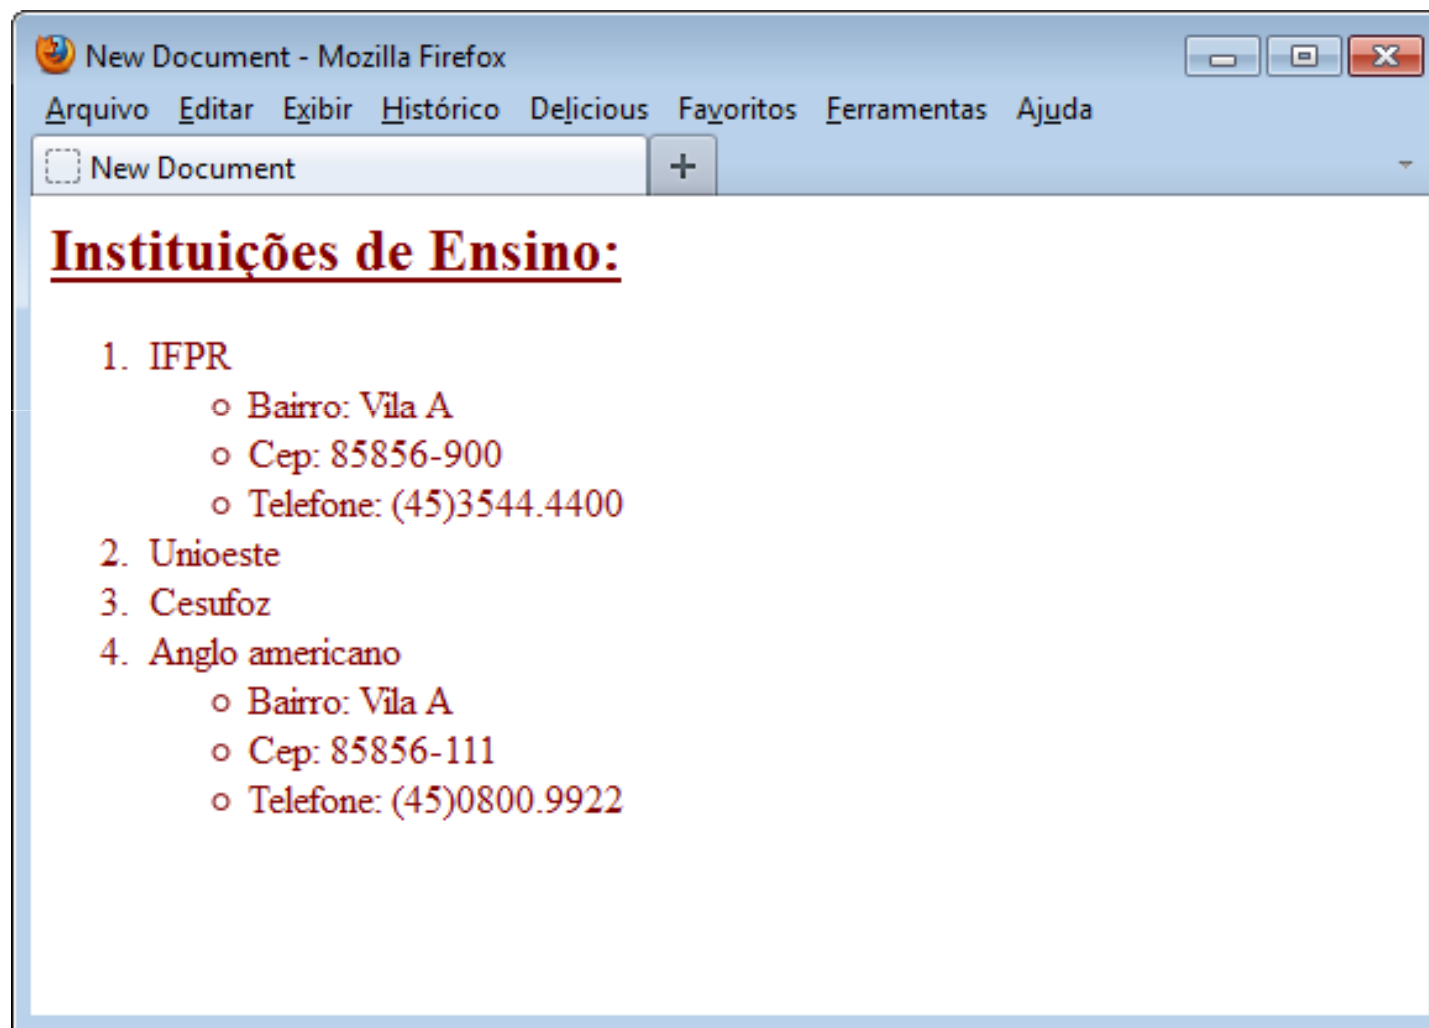 New Document - Mozilla Firefox
Arquivo Editar Exibir Histórico Delicious Favoritos Ferramentas Ajuda
New Document
Instituições de Ensino:
1. IFPR
Bairro: Vila A
Cep: 85856-900
Telefone: (45)3544.4400
2. Unioeste
3. Cesufoz
4. Anglo americano
Bairro: Vila A
Cep: 85856-111
Telefone: (45)0800.9922